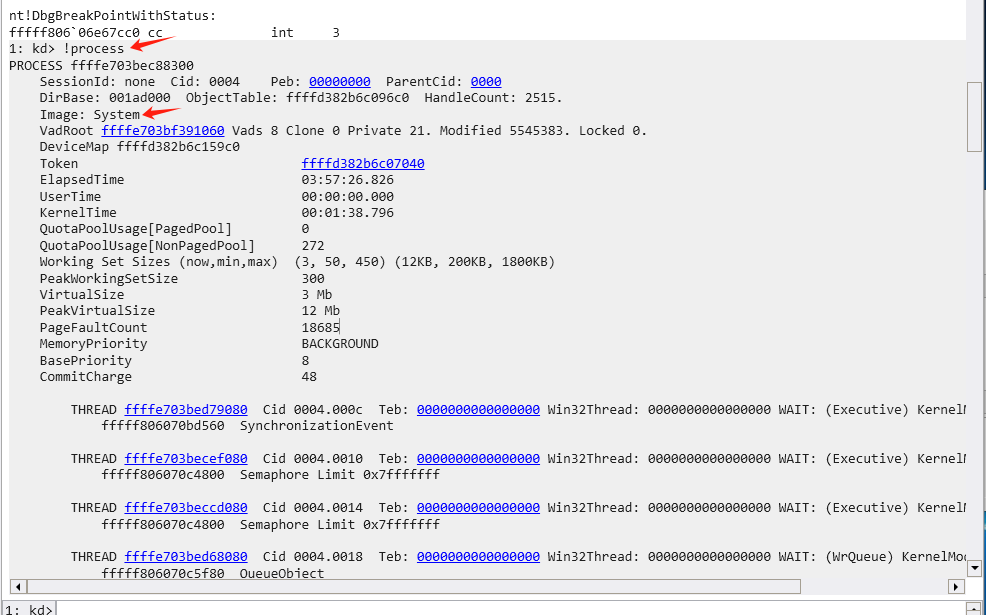 nt!DbgBreakPointWithStatus:
fffff806`06e67cc0 cc              int     3
1: kd> !process
PROCESS ffffe703bec88300
    SessionId: none  Cid: 0004    Peb: 00000000  ParentCid: 0000
    DirBase: 001ad000  ObjectTable: ffffd382b6c096c0  HandleCount: 2515.
    Image: System
    VadRoot ffffe703bf391060 Vads 8 Clone 0 Private 21. Modified 5545383. Locked 0.
    DeviceMap ffffd382b6c159c0
    Token                             ffffd382b6c07040
    ElapsedTime                       03:57:26.826
    UserTime                          00:00:00.000
    KernelTime                        00:01:38.796
    QuotaPoolUsage[PagedPool]         0
    QuotaPoolUsage[NonPagedPool]      272
    Working Set Sizes (now,min,max)  (3, 50, 450) (12KB, 200KB, 1800KB)
    PeakWorkingSetSize                300
    VirtualSize                       3 Mb
    PeakVirtualSize                   12 Mb
    PageFaultCount                    18685
    MemoryPriority                    BACKGROUND
    BasePriority                      8
    CommitCharge                      48
        THREAD ffffe703bed79080  Cid 0004.000c  Teb: 0000000000000000 Win32Thread: 0000000000000000 WAIT: (Executive) KernelM
            fffff806070bd560  SynchronizationEvent
        THREAD ffffe703becef080  Cid 0004.0010  Teb: 0000000000000000 Win32Thread: 0000000000000000 WAIT: (Executive) KernelM
            fffff806070c4800  Semaphore Limit 0x7fffffff
        THREAD ffffe703beccd080  Cid 0004.0014  Teb: 0000000000000000 Win32Thread: 0000000000000000 WAIT: (Executive) KernelM
            fffff806070c4800  Semaphore Limit 0x7fffffff
        THREAD ffffe703bed68080  Cid 0004.0018  Teb: 0000000000000000 Win32Thread: 0000000000000000 WAIT: (WrQueue) KernelMo
            fffff806070c5f80  QueueObject
1: kd>